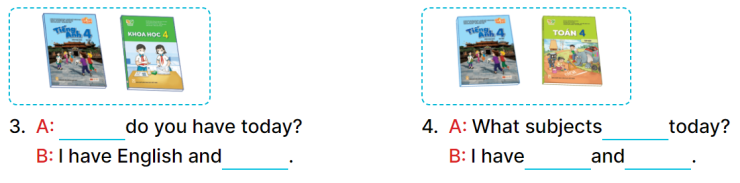 Tiếng
Anh 4
KHOA HỌC 4
3. A: ______ do you have today?
B: I have English and ______.
Tiếng
Anh 4
TOÁN 4
4. A: What subjects ______ today?
B: I have ______ and ______.